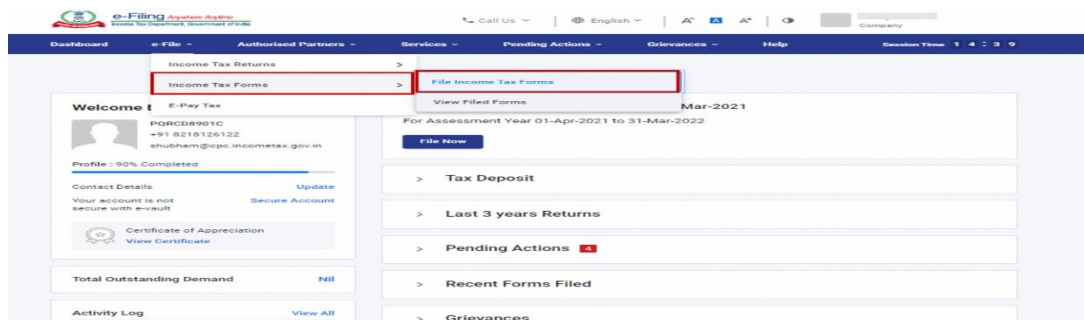 e-Filing Anywhere Anytime
Income Tax Department, Government of India
Call Us
English
A-
A
A+
Company
Dashboard
e-File
Authorised Partners
Services
Pending Actions
Grievances
Help
Session Time 1 4 : 3 9
Income Tax Returns >
Income Tax Forms >
E-Pay Tax
File Income Tax Forms
View Filed Forms
Welcome
PQRCD8901C
+91 8218126122
shubham@cpc.incometax.gov.in
Profile : 90% Completed
Contact Details Update
Your account is not secure with e-vault Secure Account
Certificate of Appreciation
View Certificate
Total Outstanding Demand Nil
Activity Log View All
-Mar-2021
For Assessment Year 01-Apr-2021 to 31-Mar-2022
File Now
> Tax Deposit
> Last 3 years Returns
> Pending Actions 4
> Recent Forms Filed
> Grievances